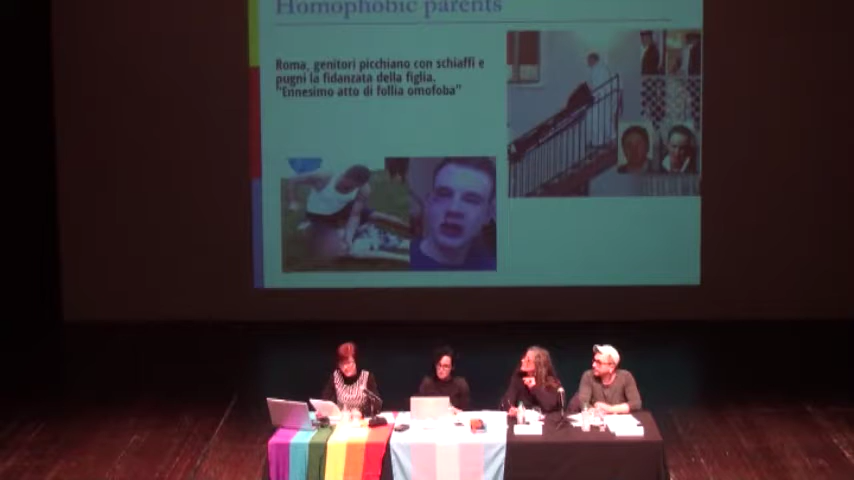 Homophobic parents
Roma, genitori picchiano con schiaffi e
pugni la fidanzata della figlia.
"Ennesimo atto di follia omofoba"